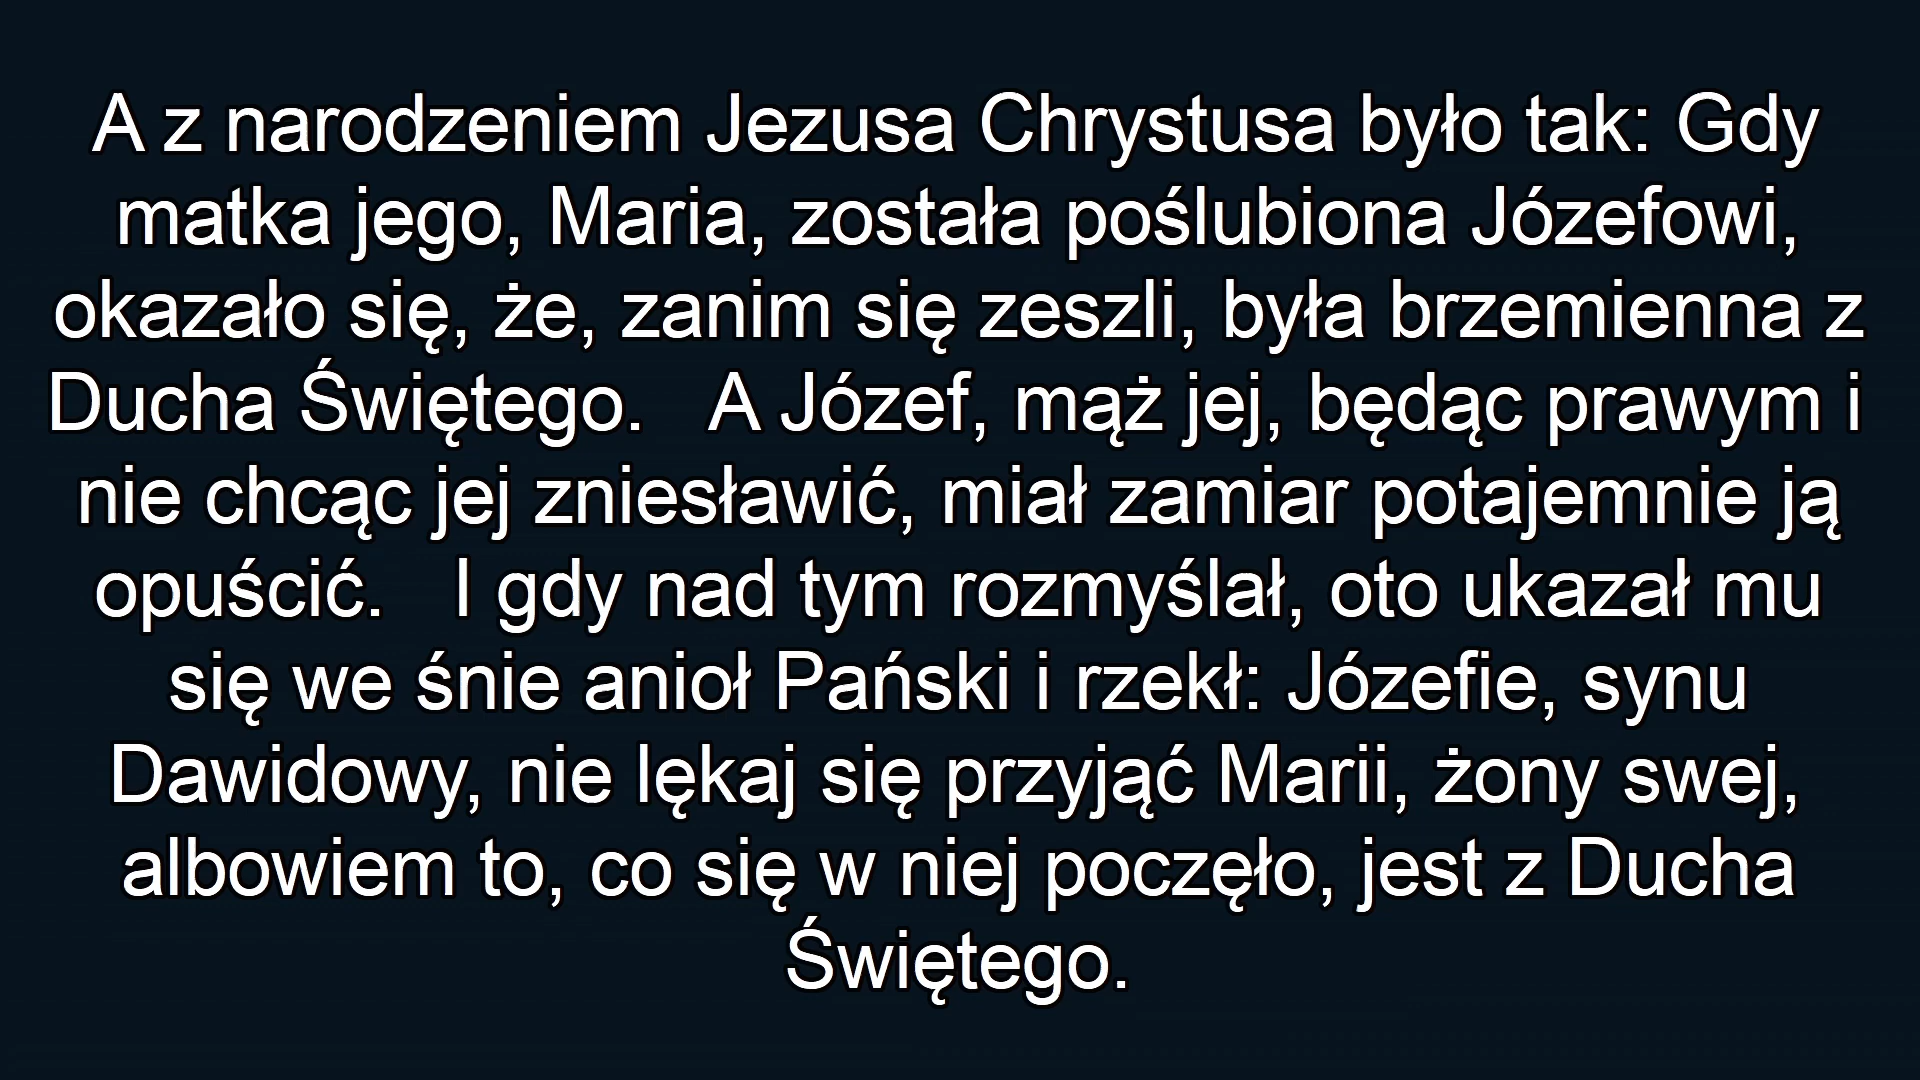 A z narodzeniem Jezusa Chrystusa było tak: Gdy
matka jego, Maria, została poślubiona Józefowi,
okazało się, że, zanim się zeszli, była brzemienna z
Ducha Świętego.   A Józef, mąż jej, będąc prawym i
nie chcąc jej zniesławić, miał zamiar potajemnie ją
opuścić.   I gdy nad tym rozmyślał, oto ukazał mu
się we śnie anioł Pański i rzekł: Józefie, synu
Dawidowy, nie lękaj się przyjąć Marii, żony swej,
albowiem to, co się w niej poczęło, jest z Ducha
Świętego.